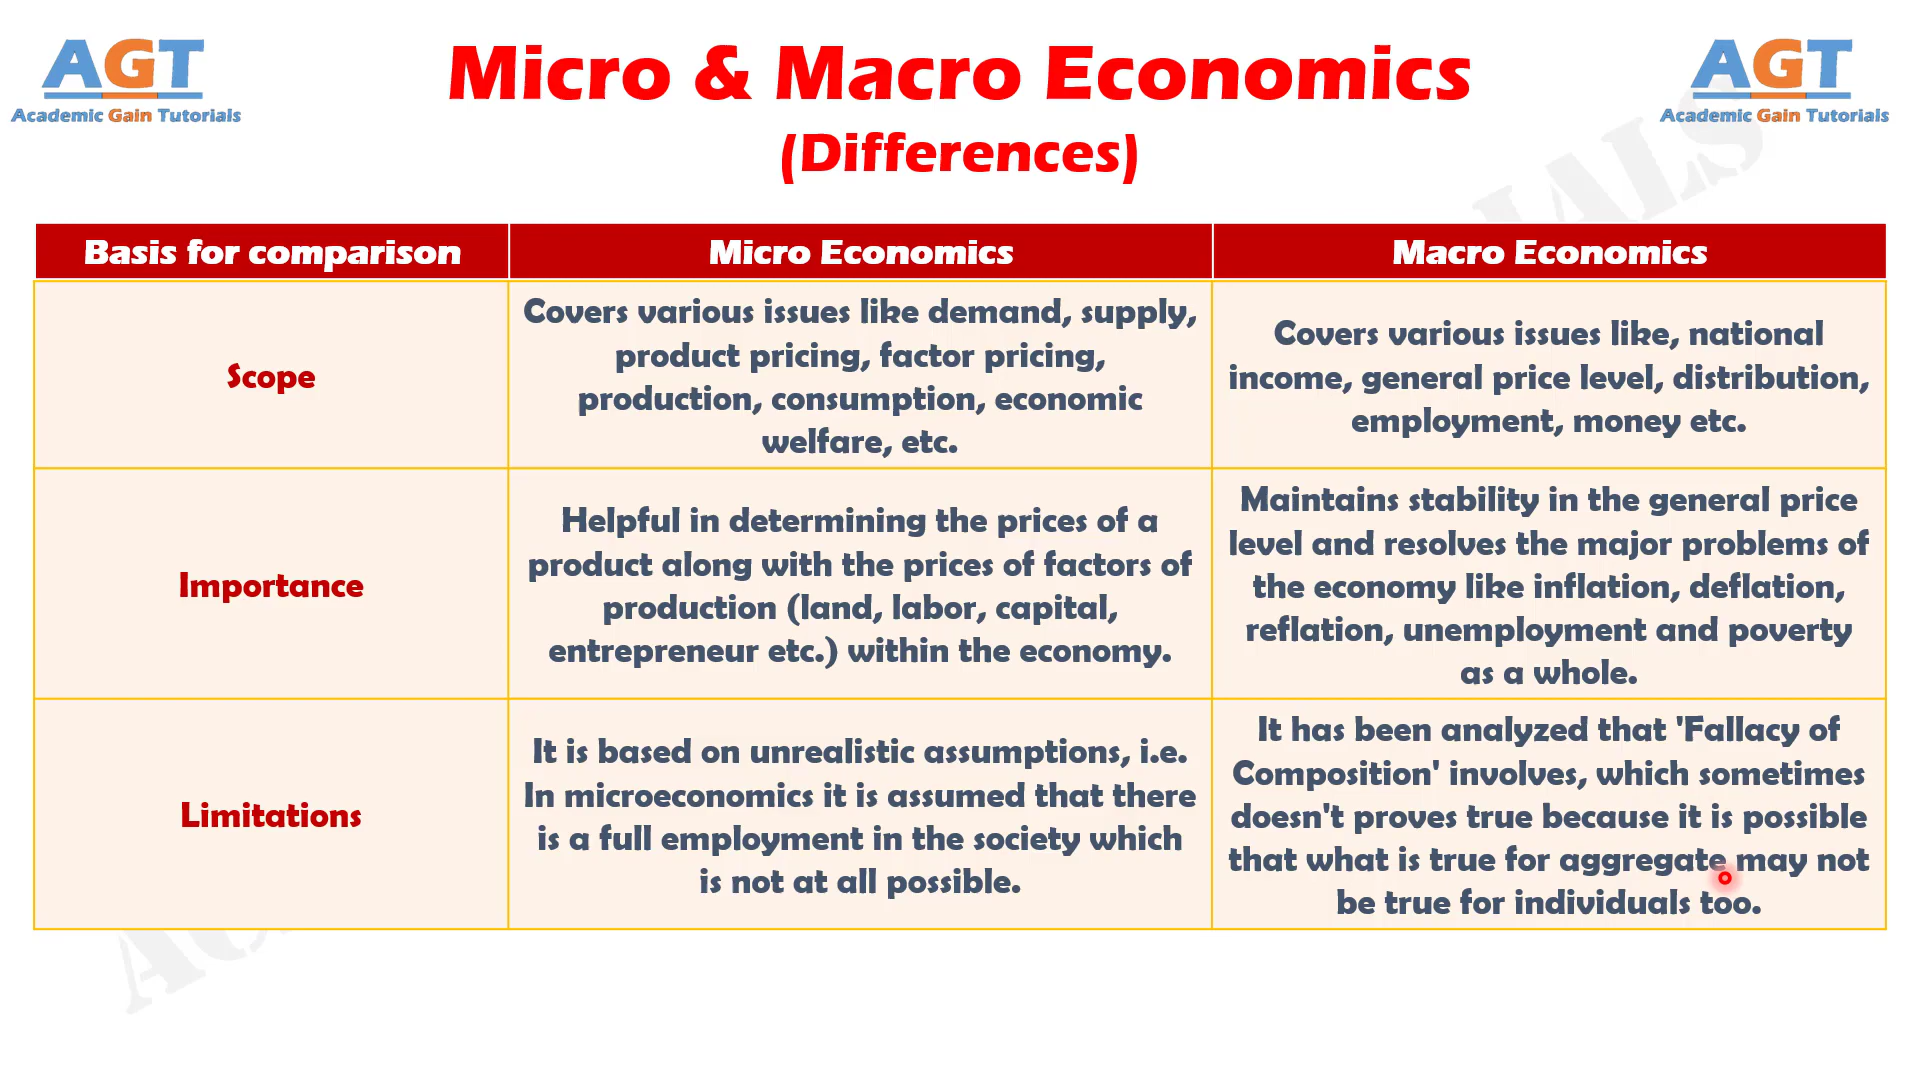 AGT
Academic Gain Tutorials
Micro & Macro Economics
(Differences)
AGT
Academic Gain Tutorials
Basis for comparison
Micro Economics
Macro Economics
Scope
Covers various issues like demand, supply,
product pricing, factor pricing,
production, consumption, economic
welfare, etc.
Covers various issues like, national
income, general price level, distribution,
employment, money etc.
Importance
Helpful in determining the prices of a
product along with the prices of factors of
production (land, labor, capital,
entrepreneur etc.) within the economy.
Maintains stability in the general price
level and resolves the major problems of
the economy like inflation, deflation,
reflation, unemployment and poverty
as a whole.
Limitations
It is based on unrealistic assumptions, i.e.
In microeconomics it is assumed that there
is a full employment in the society which
is not at all possible.
It has been analyzed that 'Fallacy of
Composition' involves, which sometimes
doesn't proves true because it is possible
that what is true for aggregate may not
be true for individuals too.